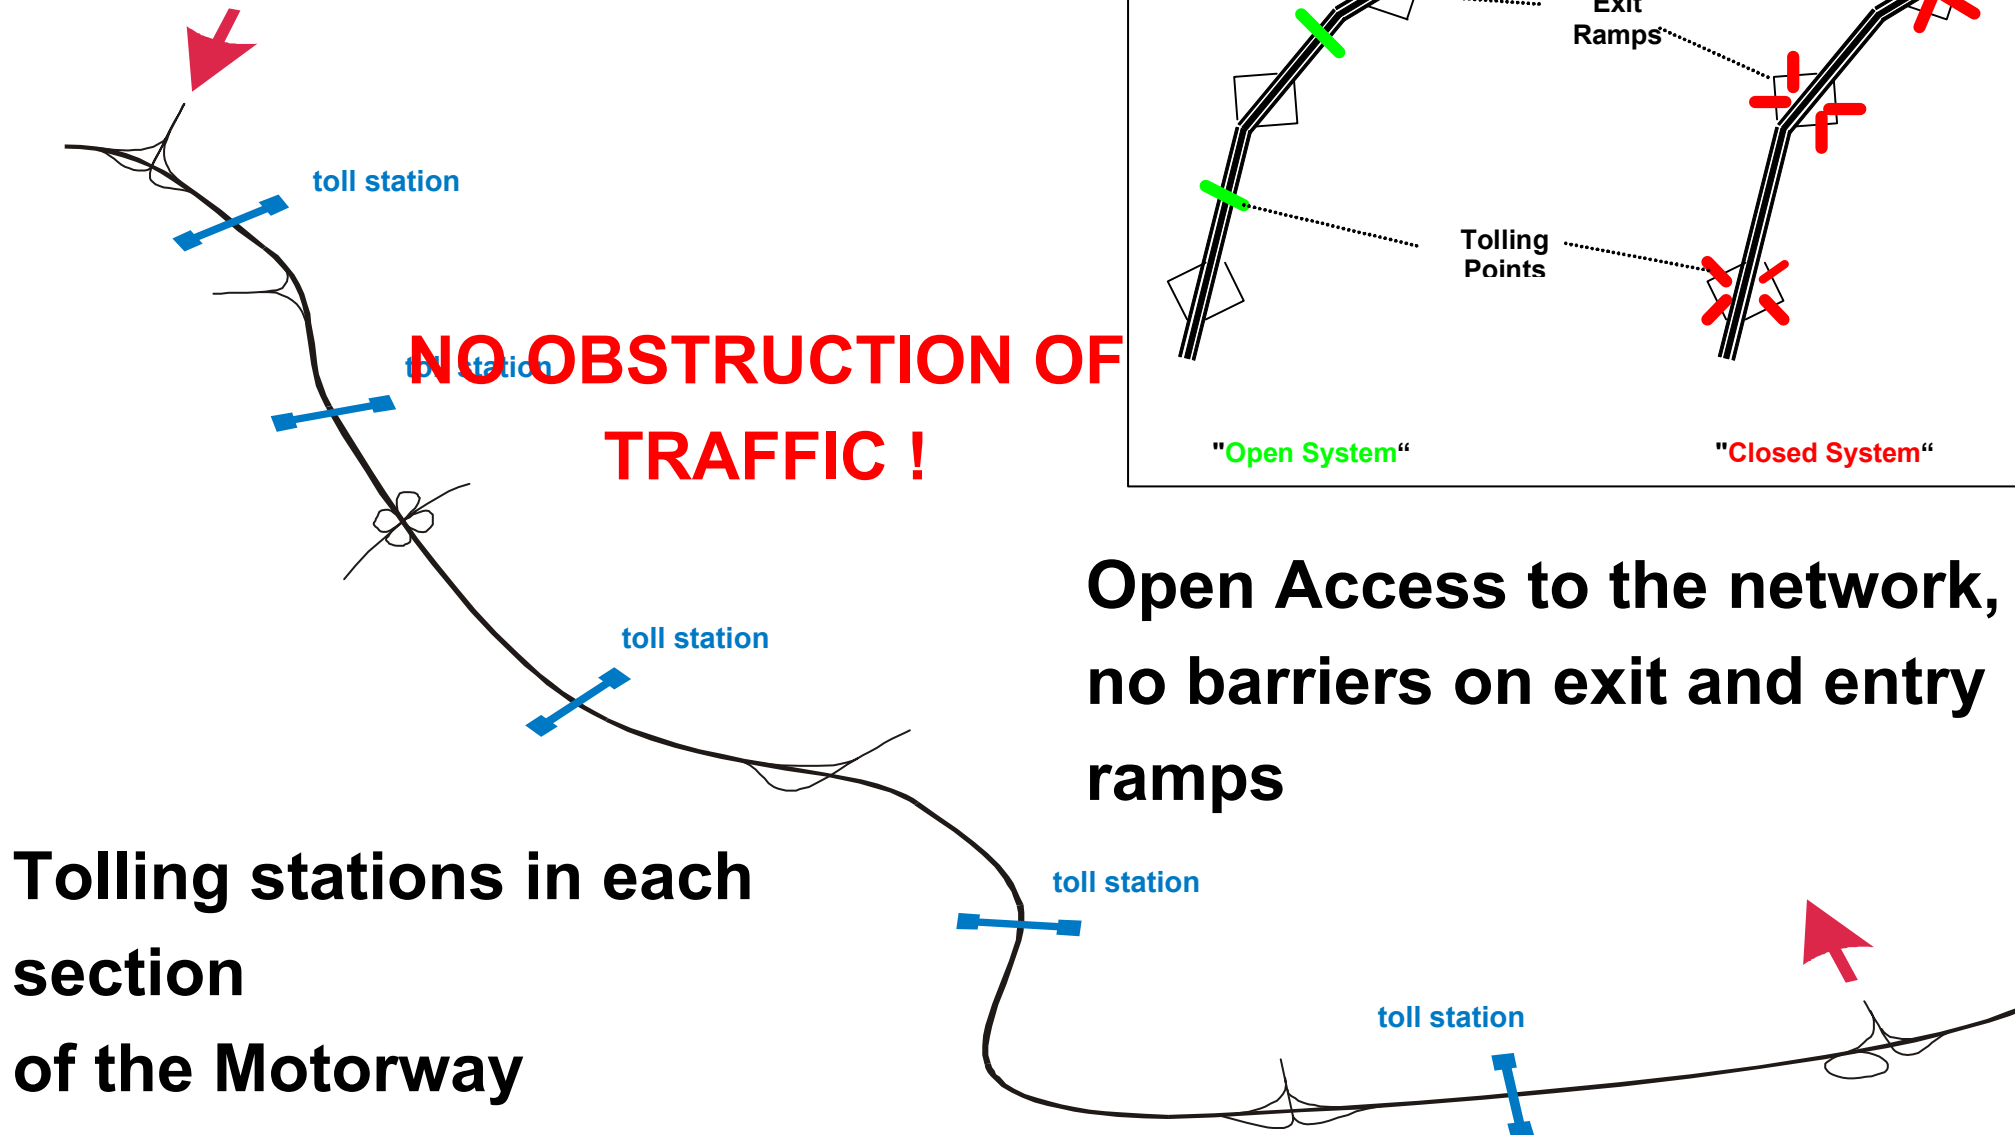 Exit
Ramps
toll station
Tolling
Points
NO OBSTRUCTION OF
toll station
TRAFFIC !
"Open System“
"Closed System“
Open Access to the network,
no barriers on exit and entry
ramps
toll station
Tolling stations in each
section
of the Motorway
toll station
toll station